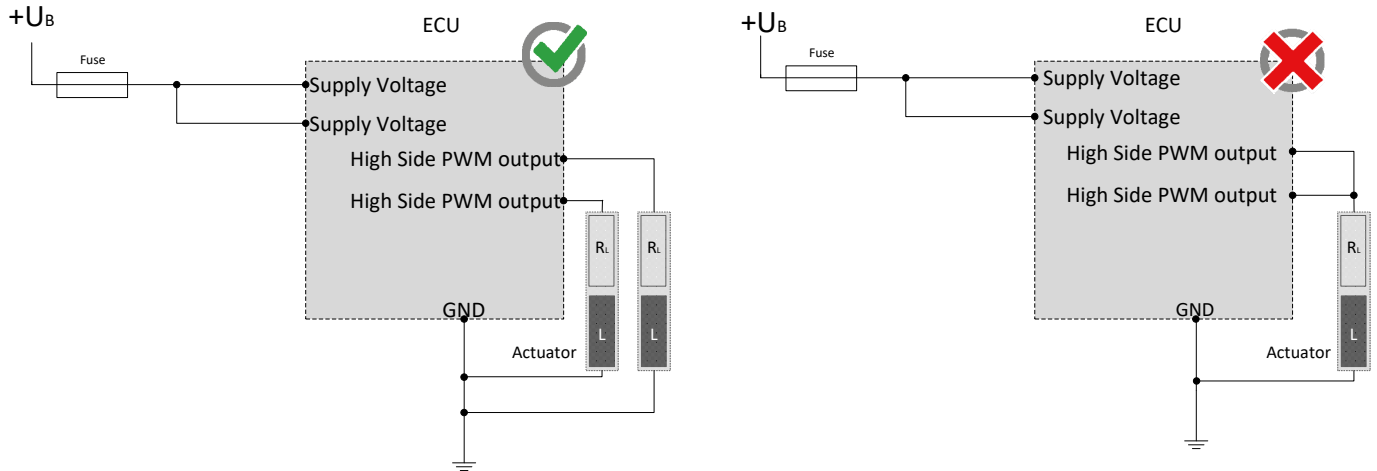 +UB
ECU
Fuse
Supply Voltage
Supply Voltage
High Side PWM output
High Side PWM output
RL
RL
GND
L
L
Actuator
+UB
ECU
Fuse
Supply Voltage
Supply Voltage
High Side PWM output
High Side PWM output
RL
GND
L
Actuator